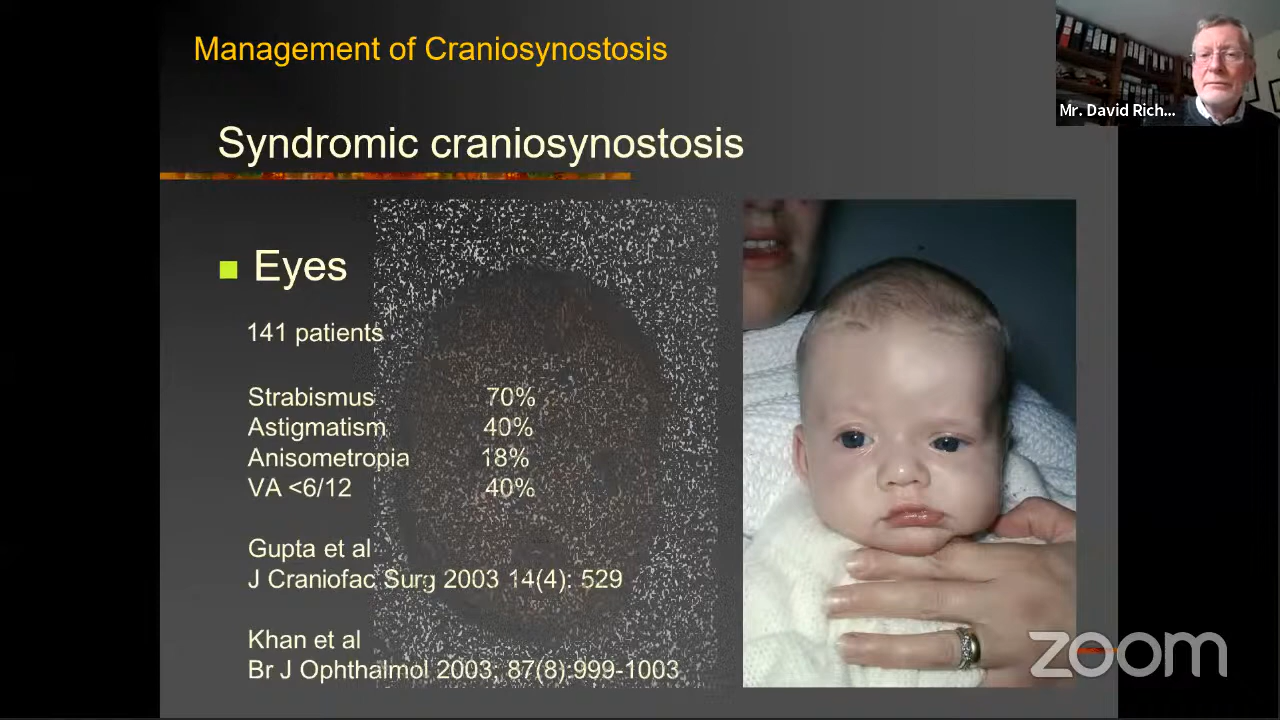 Management of Craniosynostosis
Mr. David Rich...
Syndromic craniosynostosis
Eyes
141 patients
Strabismus 70%
Astigmatism 40%
Anisometropia 18%
VA <6/12 40%
Gupta et al
J Craniofac Surg 2003 14(4): 529
Khan et al
Br J Ophthalmol 2003; 87(8):999-1003
zoom